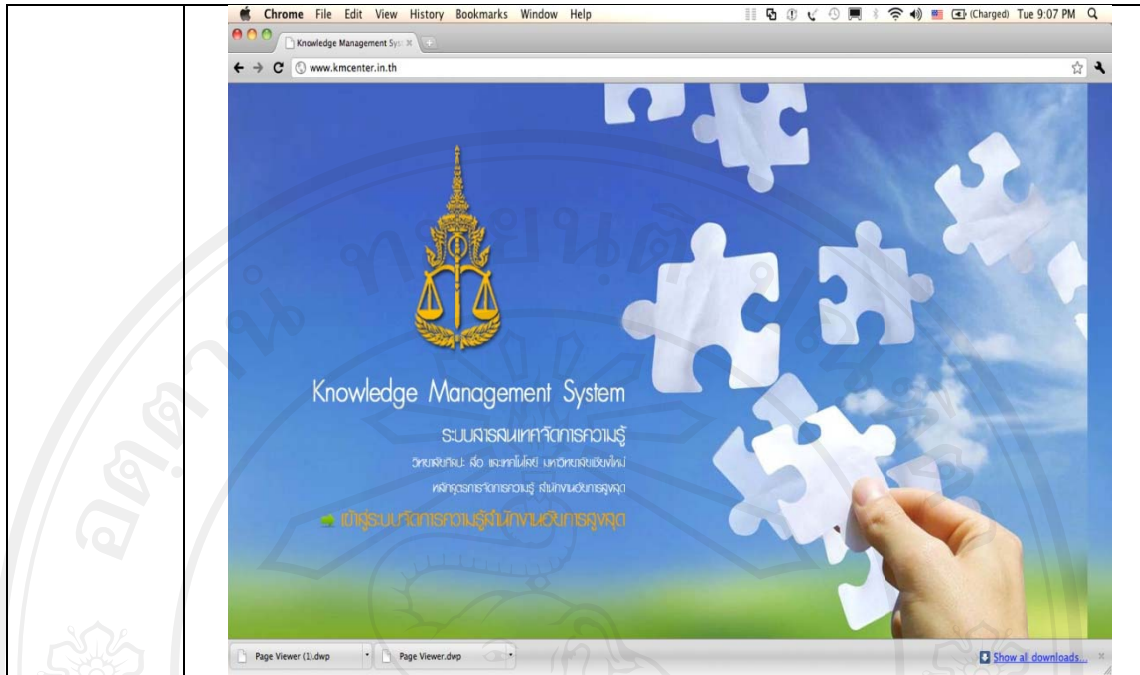 Chrome File Edit View History Bookmarks Window Help (Charged) Tue 9:07 PM
Knowledge Management Sys
www.kmcenter.in.th
Knowledge Management System
ระบบสารสนเทศจัดการความรู้
วิทยาลัยศิลปะ สื่อ และเทคโนโลยี มหาวิทยาลัยเชียงใหม่
หลักสูตรการจัดการความรู้ สำนักงานอัยการสูงสุด
เข้าสู่ระบบจัดการความรู้สำนักงานอัยการสูงสุด
Page Viewer (1).dwp Page Viewer.dwp Show all downloads...